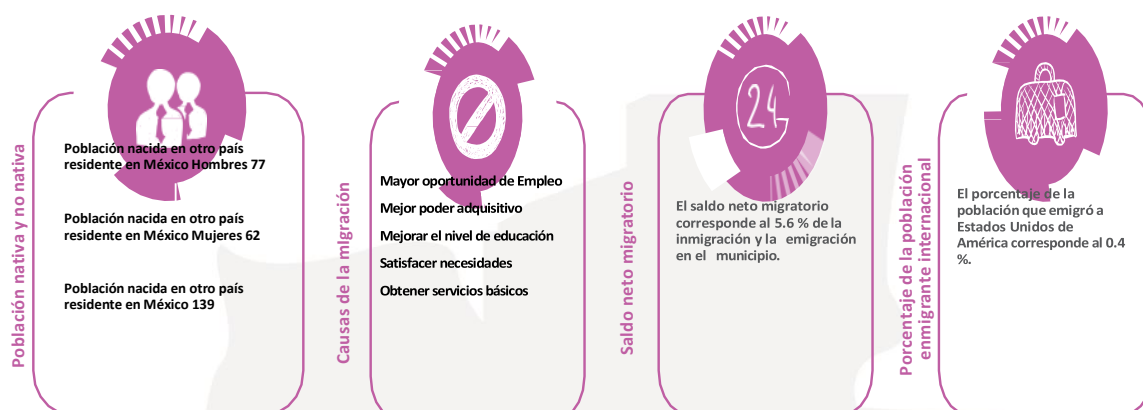 Población nativa y no nativa
Población nacida en otro país
residente en México Hombres 77
Población nacida en otro país
residente en México Mujeres 62
Población nacida en otro país
residente en México 139
Causas de la mIgración
Mayor oportunidad de Empleo
Mejor poder adquisitivo
Mejorar el nivel de educación
Satisfacer necesidades
Obtener servicios básicos
Saldo neto migratorio
24
El saldo neto migratorio
corresponde al 5.6 % de la
inmigración y la emigración
en el municipio.
Porcentaje de la población
enmigrante internacional
El porcentaje de la
población que emigró a
Estados Unidos de
América corresponde al 0.4
%.